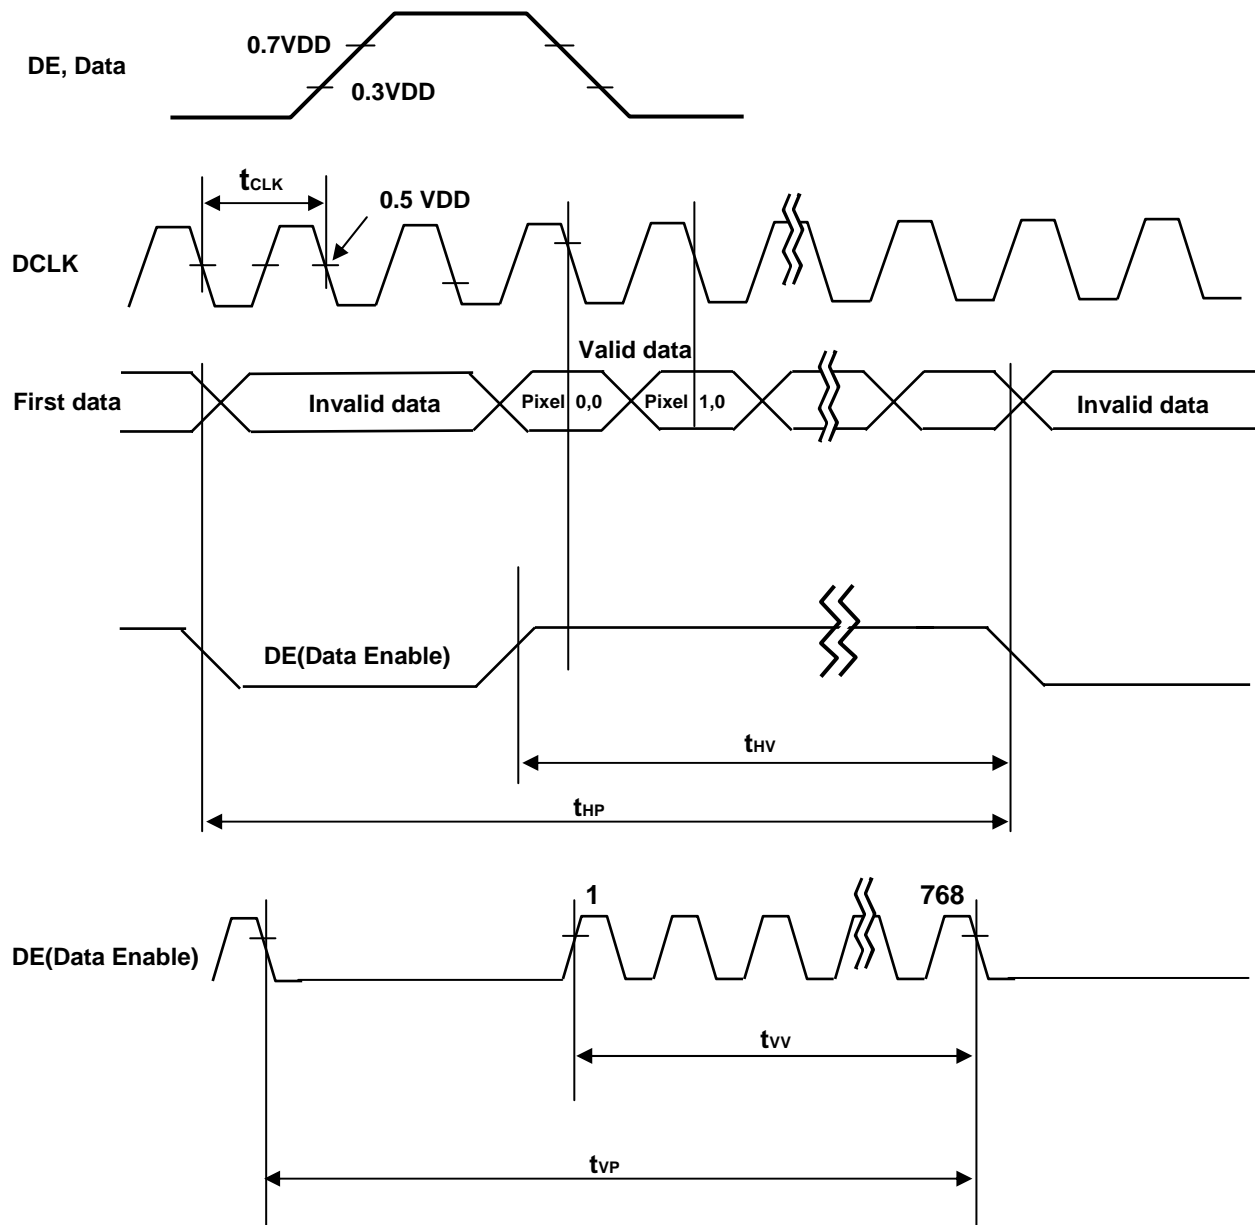 0.7VDD
DE, Data
0.3VDD
tCLK
0.5 VDD
DCLK
Valid data
First data
Invalid data
Pixel 0,0
Pixel 1,0
Invalid data
DE(Data Enable)
tHV
tHP
1
768
DE(Data Enable)
tVV
tVP